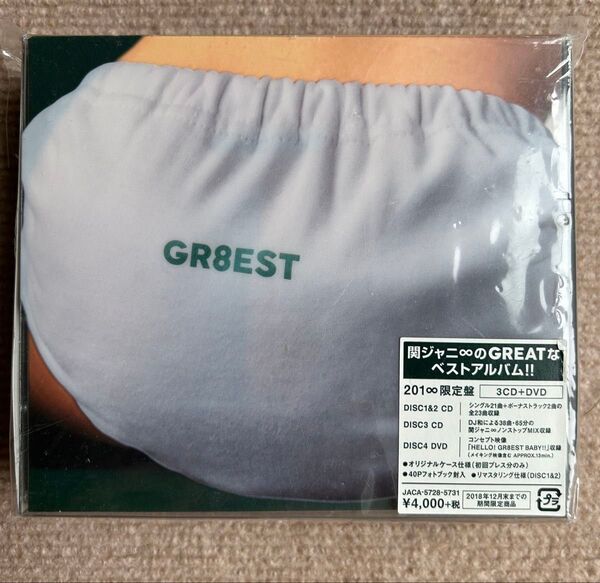 GR8EST
関ジャニ∞のGREATな
ベストアルバム!!
201∞限定盤 3CD+DVD
DISC1&2 CD シングル21曲+ボーナストラック2曲の
全23曲収録
DISC3 CD DJ和による38曲・65分の
関ジャニ∞ノンストップMIX収録
DISC4 DVD コンセプト映像
「HELLO! GR8EST BABY!!」収録
(メイキング映像含む APPROX.13min.)
●オリジナルケース仕様(初回プレス分のみ)
●40Pフォトブック封入 ●リマスタリング仕様(DISC1&2)
JACA-5728-5731
¥4,000+税
2018年12月末までの
期間限定商品
プラ